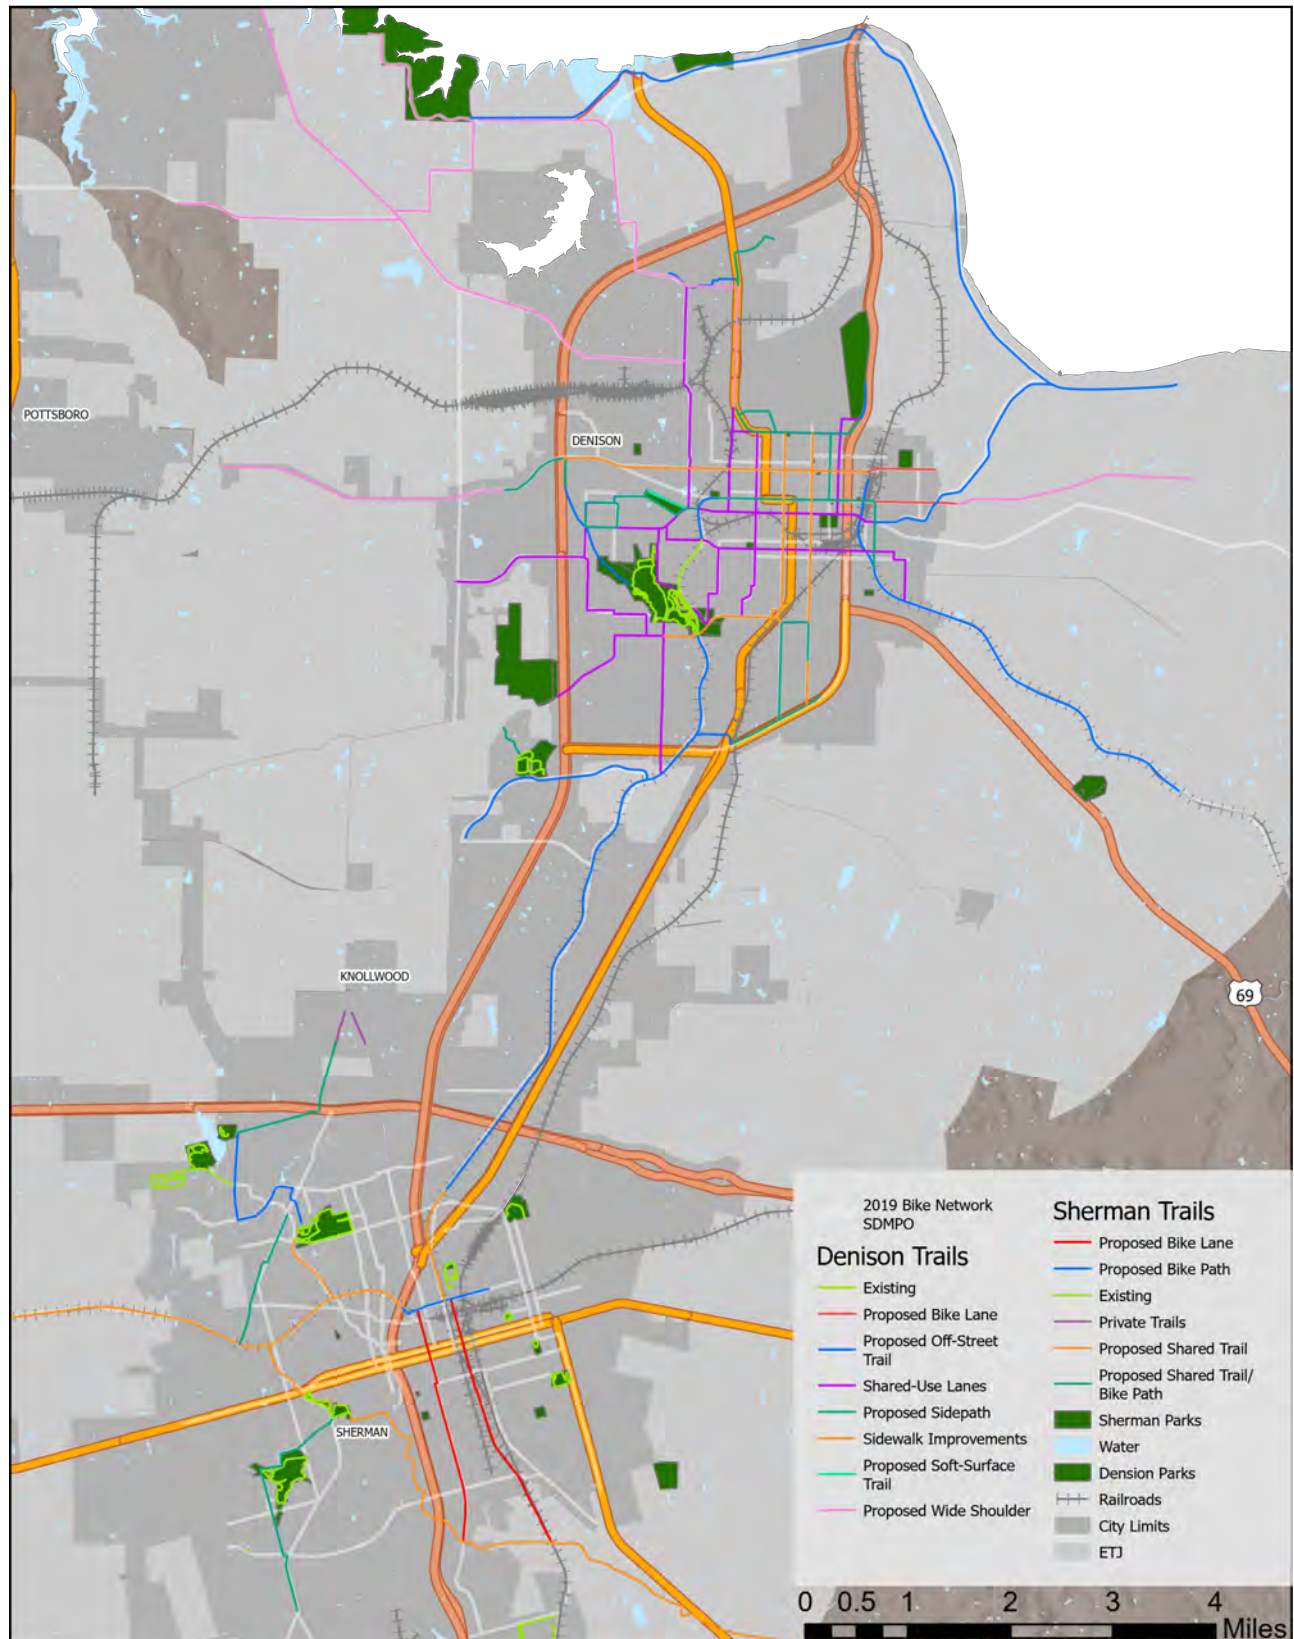 POTTSBORO
DENISON
KNOLLWOOD
69
SHERMAN
2019 Bike Network
SDMPO
Denison Trails
Existing
Proposed Bike Lane
Proposed Off-Street
Trail
Shared-Use Lanes
Proposed Sidepath
Sidewalk Improvements
Proposed Soft-Surface
Trail
Proposed Wide Shoulder
Sherman Trails
Proposed Bike Lane
Proposed Bike Path
Existing
Private Trails
Proposed Shared Trail
Proposed Shared Trail/
Bike Path
Sherman Parks
Water
Dension Parks
Railroads
City Limits
ETJ
0 0.5 1 2 3 4
Miles